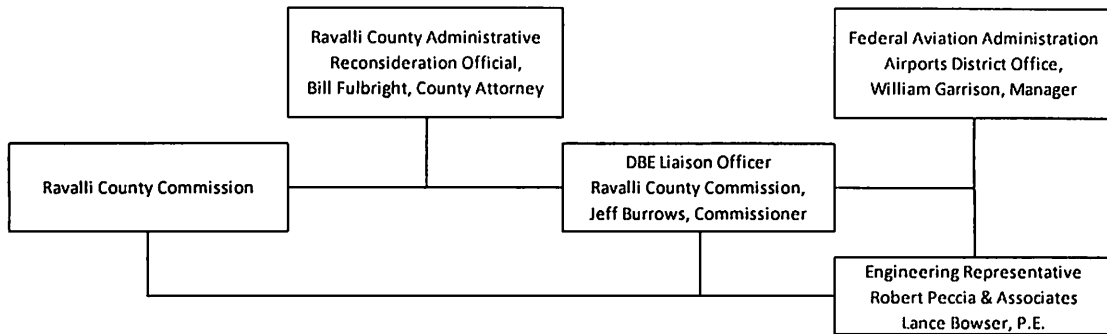 Ravalli County Administrative
Reconsideration Official,
Bill Fulbright, County Attorney
Federal Aviation Administration
Airports District Office,
William Garrison, Manager
Ravalli County Commission
DBE Liaison Officer
Ravalli County Commission,
Jeff Burrows, Commissioner
Engineering Representative
Robert Peccia & Associates
Lance Bowser, P.E.